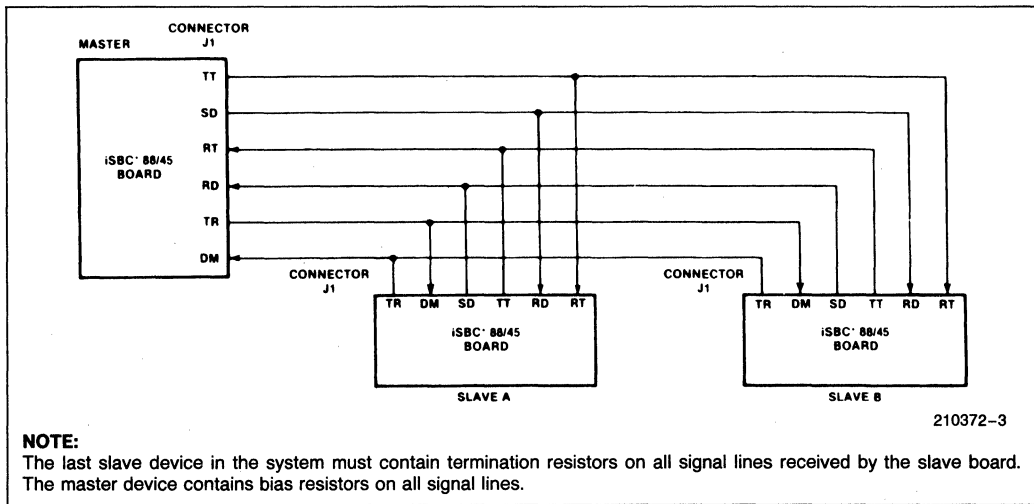 CONNECTOR
J1
MASTER
TT
SD
RT
iSBC· 88/45
BOARD
RD
TR
DM
CONNECTOR
J1
CONNECTOR
J1
TR DM SD TT RD RT
TR DM SD TT RD RT
iSBC· 88/45
BOARD
iSBC· 88/45
BOARD
SLAVE A
SLAVE B
210372–3
NOTE:
The last slave device in the system must contain termination resistors on all signal lines received by the slave board.
The master device contains bias resistors on all signal lines.